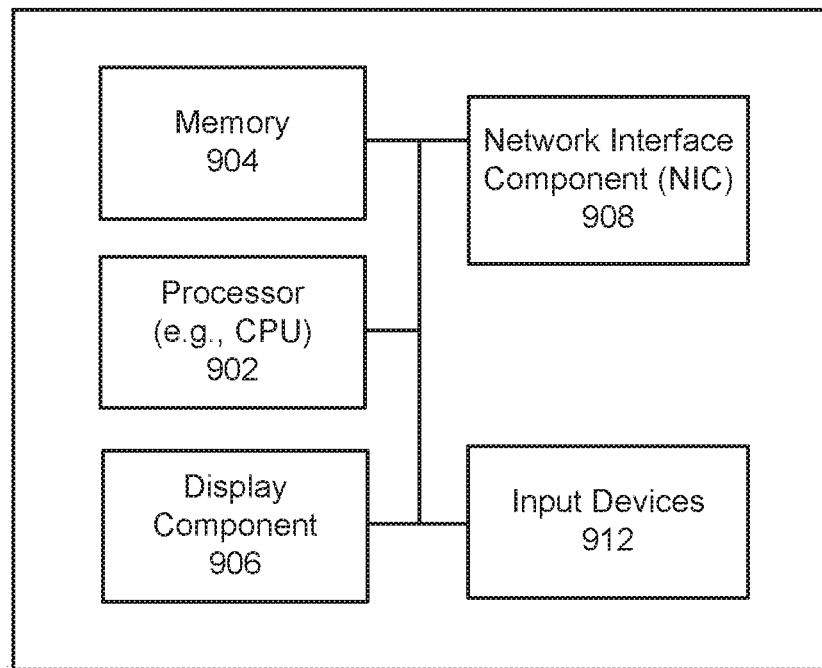 Memory
904
Network Interface
Component (NIC)
908
Processor
(e.g., CPU)
902
Display
Component
906
Input Devices
912